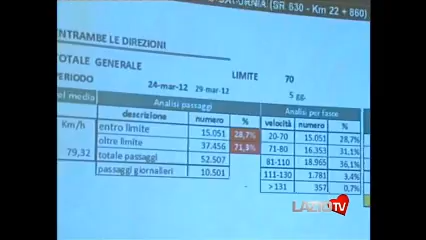 (SR 630 - Km 22 + 860)
ENTRAMBE LE DIREZIONI
TOTALE GENERALE
PERIODO 24-mar-12 29-mar-12 LIMITE 70
5 gg.
vel media Analisi passaggi Analisi per fasce
descrizione numero % velocità numero %
Km/h entro limite 15.051 28,7% 20-70 15.051 28,7%
oltre limite 37.456 71,3% 71-80 16.353 31,1%
79,32 totale passaggi 52.507 81-110 18.965 36,1%
passaggi giornalieri 10.501 111-130 1.781 3,4%
> 131 357 0,7%
LAZIO TV